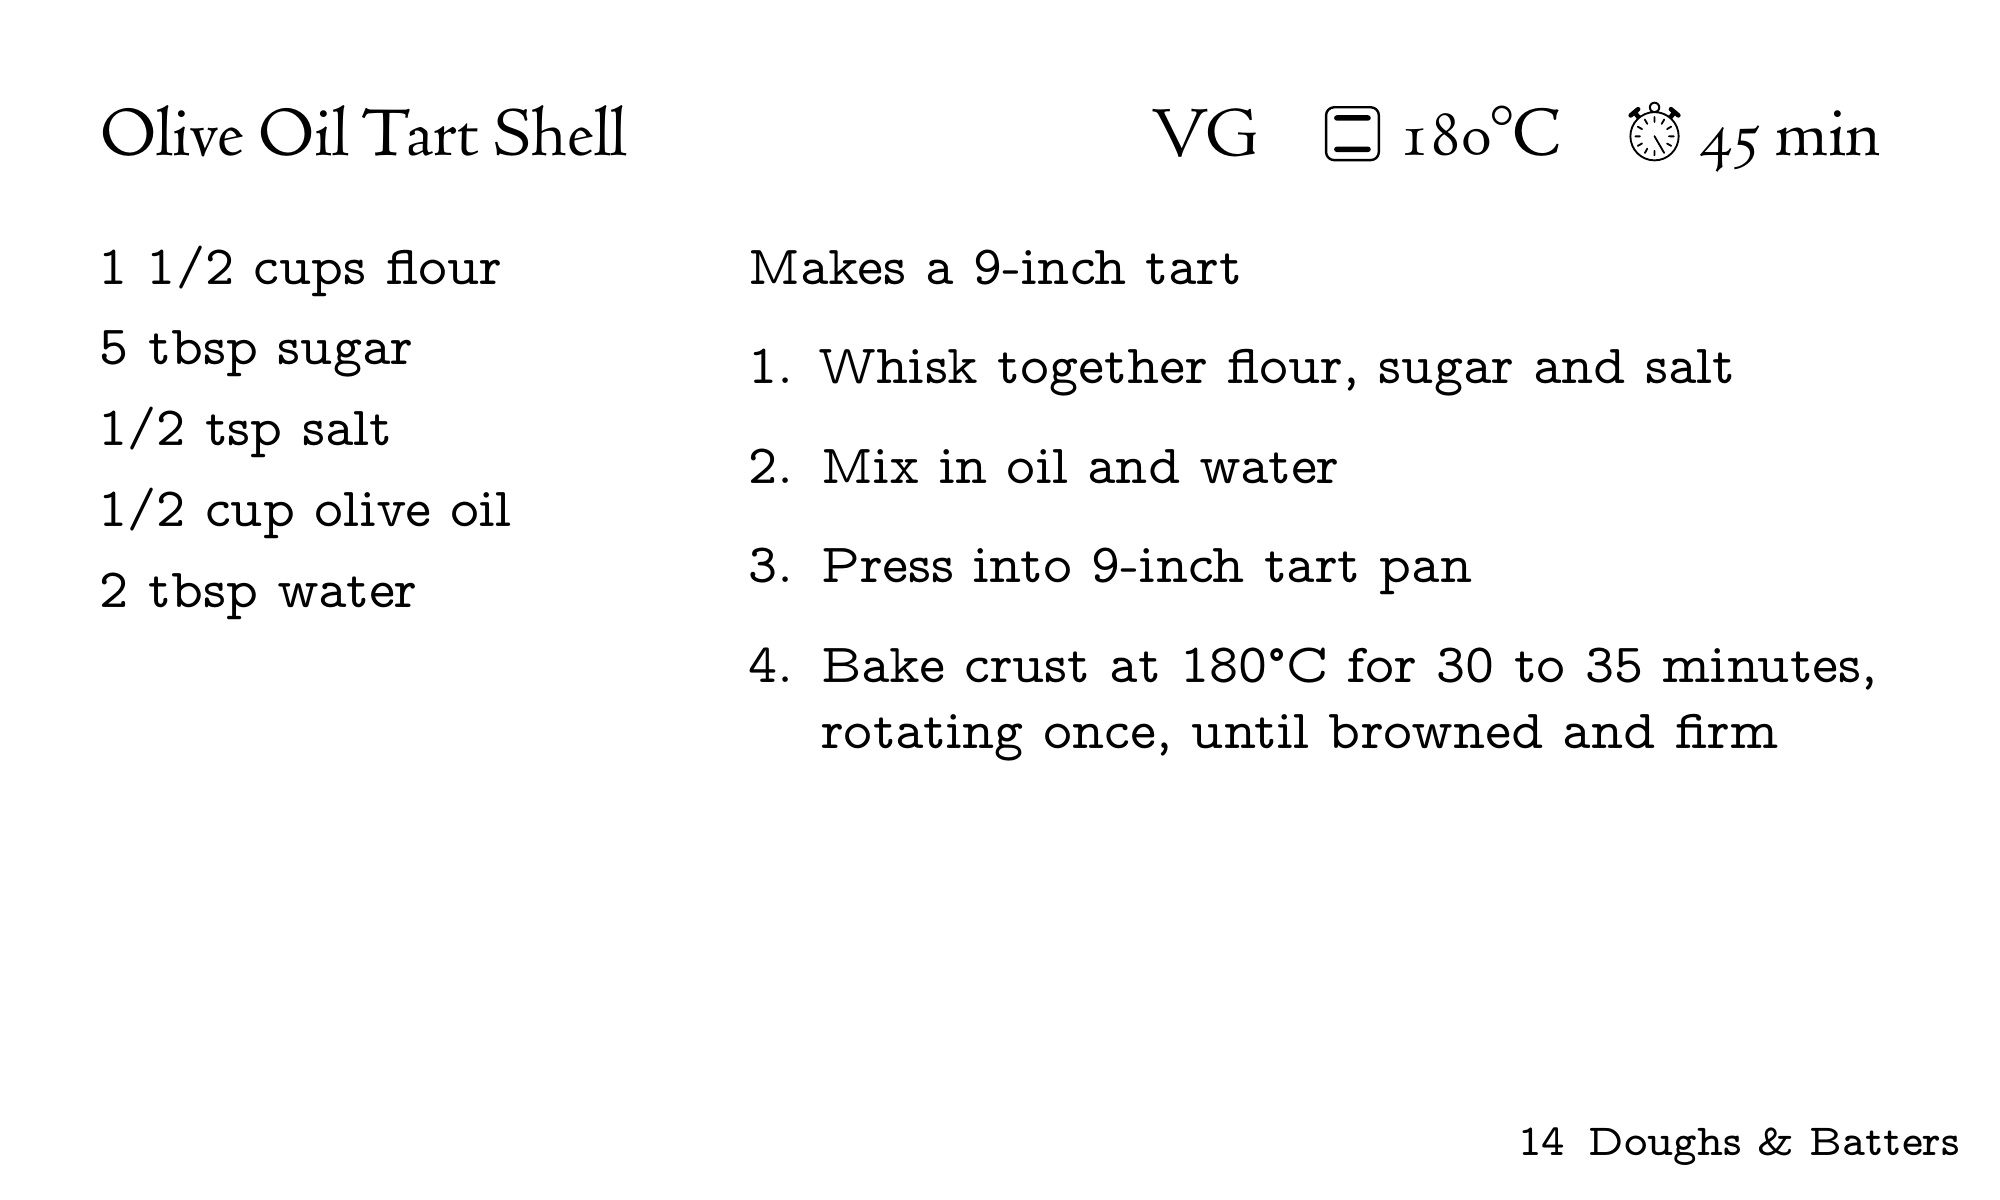 Olive Oil Tart Shell
VG 180°C 45 min
1 1/2 cups flour
5 tbsp sugar
1/2 tsp salt
1/2 cup olive oil
2 tbsp water
Makes a 9-inch tart
1. Whisk together flour, sugar and salt
2. Mix in oil and water
3. Press into 9-inch tart pan
4. Bake crust at 180°C for 30 to 35 minutes,
rotating once, until browned and firm
14 Doughs & Batters